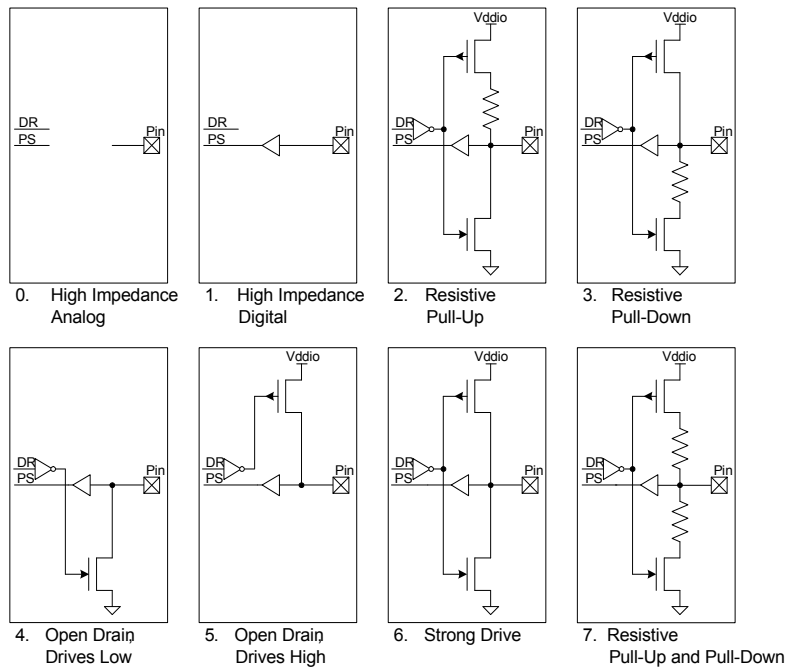 Vddio
Vddio
DR
PS
Pin
DR
PS
Pin
DR
PS
Pin
DR
PS
Pin
0. High Impedance
Analog
1. High Impedance
Digital
2. Resistive
Pull-Up
3. Resistive
Pull-Down
Vddio
Vddio
Vddio
DR
PS
Pin
DR
PS
Pin
DR
PS
Pin
DR
PS
Pin
4. Open Drain,
Drives Low
5. Open Drain,
Drives High
6. Strong Drive
7. Resistive
Pull-Up and Pull-Down